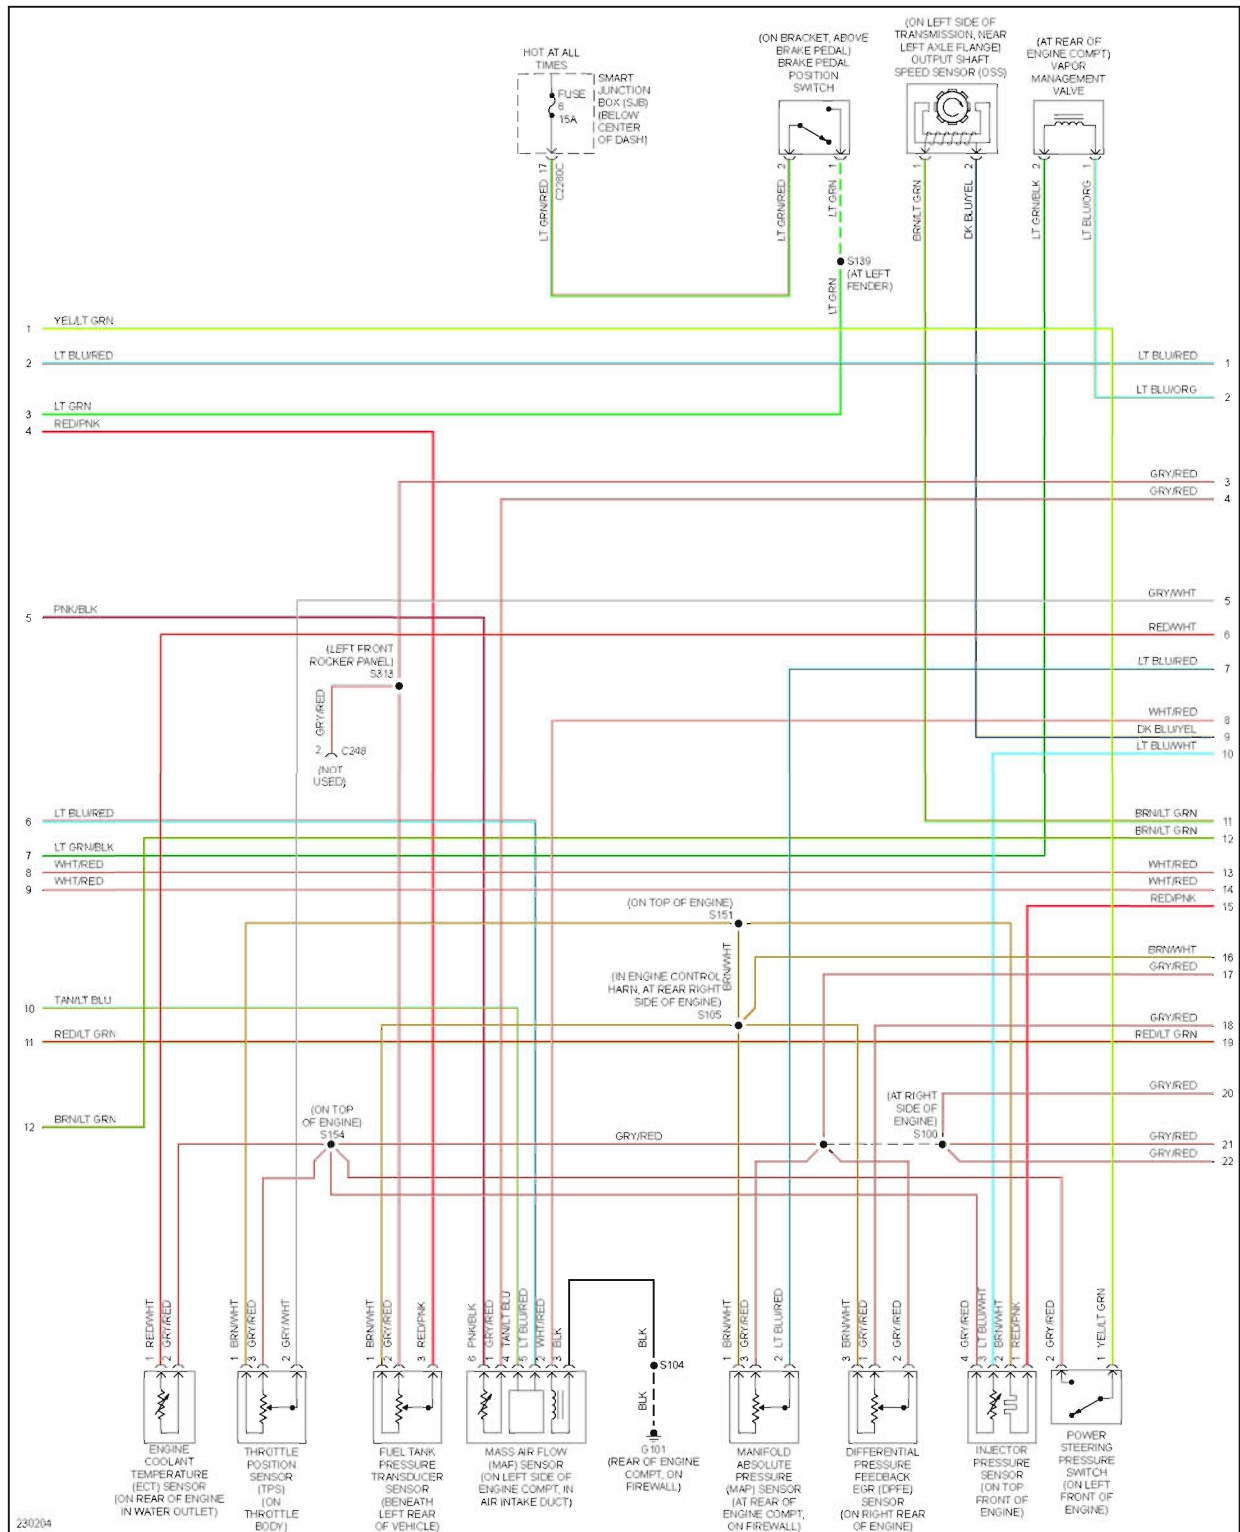 HOT AT ALL
TIMES
FUSE
6
15A
SMART
JUNCTION
BOX (SJB)
(BELOW
CENTER
OF DASH)
(ON BRACKET, ABOVE
BRAKE PEDAL)
BRAKE PEDAL
POSITION
SWITCH
(ON LEFT SIDE OF
TRANSMISSION, NEAR
LEFT AXLE FLANGE)
OUTPUT SHAFT
SPEED SENSOR (OSS)
(AT REAR OF
ENGINE COMPT)
VAPOR
MANAGEMENT
VALVE
LT GRN/RED 17
C2280C
LT GRN/RED 2
LT GRN 1
BRN/LT GRN 1
DK BLU/YEL 2
LT GRN/BLK 2
LT BLU/ORG 1
S139
(AT LEFT
FENDER)
LT GRN
1 YEL/LT GRN
2 LT BLU/RED
LT BLU/RED 1
LT BLU/ORG 2
3 LT GRN
4 RED/PNK
GRY/RED 3
GRY/RED 4
GRY/WHT 5
5 PNK/BLK
RED/WHT 6
(LEFT FRONT
ROCKER PANEL)
S313
LT BLU/RED 7
GRY/RED
2 C248
(NOT
USED)
WHT/RED 8
DK BLU/YEL 9
LT BLU/WHT 10
6 LT BLU/RED
BRN/LT GRN 11
BRN/LT GRN 12
7 LT GRN/BLK
8 WHT/RED
WHT/RED 13
9 WHT/RED
WHT/RED 14
RED/PNK 15
(ON TOP OF ENGINE)
S151
BRN/WHT
BRN/WHT 16
GRY/RED 17
(IN ENGINE CONTROL
HARN, AT REAR RIGHT
SIDE OF ENGINE)
S105
10 TAN/LT BLU
GRY/RED 18
11 RED/LT GRN
RED/LT GRN 19
GRY/RED 20
12 BRN/LT GRN
(ON TOP
OF ENGINE)
S154
GRY/RED
(AT RIGHT
SIDE OF
ENGINE)
S100
GRY/RED 21
GRY/RED 22
1 RED/WHT
2 GRY/RED
1 BRN/WHT
3 GRY/RED
2 GRY/WHT
1 BRN/WHT
2 GRY/RED
3 RED/PNK
6 PNK/BLK
1 GRY/RED
4 TAN/LT BLU
5 LT BLU/RED
2 WHT/RED
3 BLK
BLK
S104
BLK
G101
(REAR OF ENGINE
COMPT, ON
FIREWALL)
1 BRN/WHT
3 GRY/RED
2 LT BLU/RED
3 BRN/WHT
GRY/RED
2 GRY/RED
4 GRY/RED
3 LT BLU/WHT
2 BRN/WHT
1 RED/PNK
2 GRY/RED
1 YEL/LT GRN
ENGINE
COOLANT
TEMPERATURE
(ECT) SENSOR
(ON REAR OF ENGINE
IN WATER OUTLET)
THROTTLE
POSITION
SENSOR
(TPS)
(ON
THROTTLE
BODY)
FUEL TANK
PRESSURE
TRANSDUCER
SENSOR
(BENEATH
LEFT REAR
OF VEHICLE)
MASS AIR FLOW
(MAF) SENSOR
(ON LEFT SIDE OF
ENGINE COMPT, IN
AIR INTAKE DUCT)
MANIFOLD
ABSOLUTE
PRESSURE
(MAP) SENSOR
(AT REAR OF
ENGINE COMPT,
ON FIREWALL)
DIFFERENTIAL
PRESSURE
FEEDBACK
EGR (DPFE)
SENSOR
(ON RIGHT REAR
OF ENGINE)
INJECTOR
PRESSURE
SENSOR
(ON TOP
FRONT OF
ENGINE)
POWER
STEERING
PRESSURE
SWITCH
(ON LEFT
FRONT OF
ENGINE)
230204